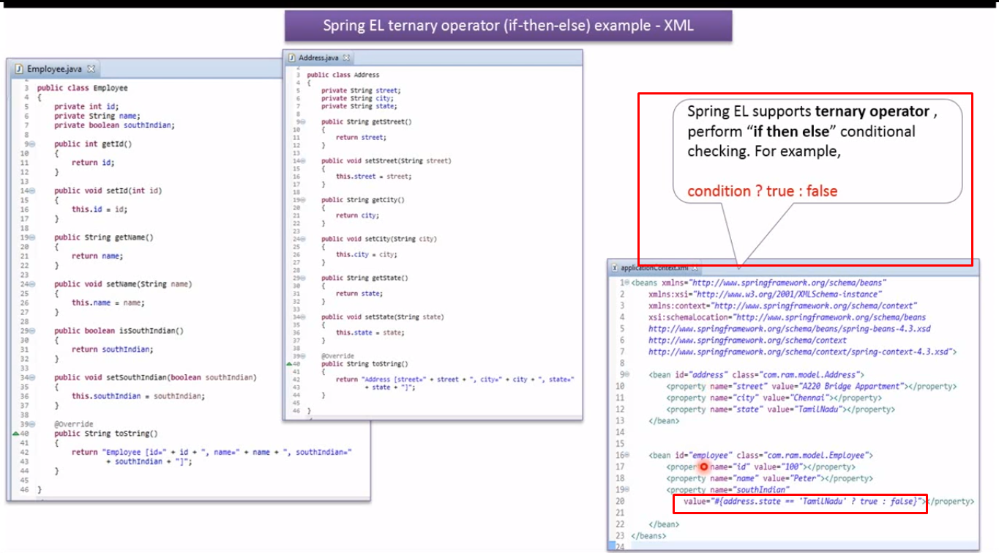 Spring EL ternary operator (if-then-else) example - XML
Employee.java
2
3 public class Employee
4 {
5 private int id;
6 private String name;
7 private boolean southIndian;
8
9 public int getId()
10 {
11 return id;
12 }
13
14 public void setId(int id)
15 {
16 this.id = id;
17 }
18
19 public String getName()
20 {
21 return name;
22 }
23
24 public void setName(String name)
25 {
26 this.name = name;
27 }
28
29 public boolean isSouthIndian()
30 {
31 return southIndian;
32 }
33
34 public void setSouthIndian(boolean southIndian)
35 {
36 this.southIndian = southIndian;
37 }
38
39 @Override
40 public String toString()
41 {
42 return "Employee [id=" + id + ", name=" + name + ", southIndian="
43 + southIndian + "]";
44 }
45
46 }
Address.java
2
3 public class Address
4 {
5 private String street;
6 private String city;
7 private String state;
8
9 public String getStreet()
10 {
11 return street;
12 }
13
14 public void setStreet(String street)
15 {
16 this.street = street;
17 }
18
19 public String getCity()
20 {
21 return city;
22 }
23
24 public void setCity(String city)
25 {
26 this.city = city;
27 }
28
29 public String getState()
30 {
31 return state;
32 }
33
34 public void setState(String state)
35 {
36 this.state = state;
37 }
38
39 @Override
40 public String toString()
41 {
42 return "Address [street=" + street + ", city=" + city + ", state="
43 + state + "]";
44 }
45
46 }
Spring EL supports ternary operator ,
perform “if then else” conditional
checking. For example,
condition ? true : false
applicationContext.xml
1 <beans xmlns="http://www.springframework.org/schema/beans"
2 xmlns:xsi="http://www.w3.org/2001/XMLSchema-instance"
3 xmlns:context="http://www.springframework.org/schema/context"
4 xsi:schemaLocation="http://www.springframework.org/schema/beans
5 http://www.springframework.org/schema/beans/spring-beans-4.3.xsd
6 http://www.springframework.org/schema/context
7 http://www.springframework.org/schema/context/spring-context-4.3.xsd">
8
9 <bean id="address" class="com.ram.model.Address">
10 <property name="street" value="A220 Bridge Appartment"></property>
11 <property name="city" value="Chennai"></property>
12 <property name="state" value="TamilNadu"></property>
13 </bean>
14
15
16 <bean id="employee" class="com.ram.model.Employee">
17 <property name="id" value="100"></property>
18 <property name="name" value="Peter"></property>
19 <property name="southIndian"
20 value="#{address.state == 'TamilNadu' ? true : false}"></property>
21
22 </bean>
23 </beans>
24